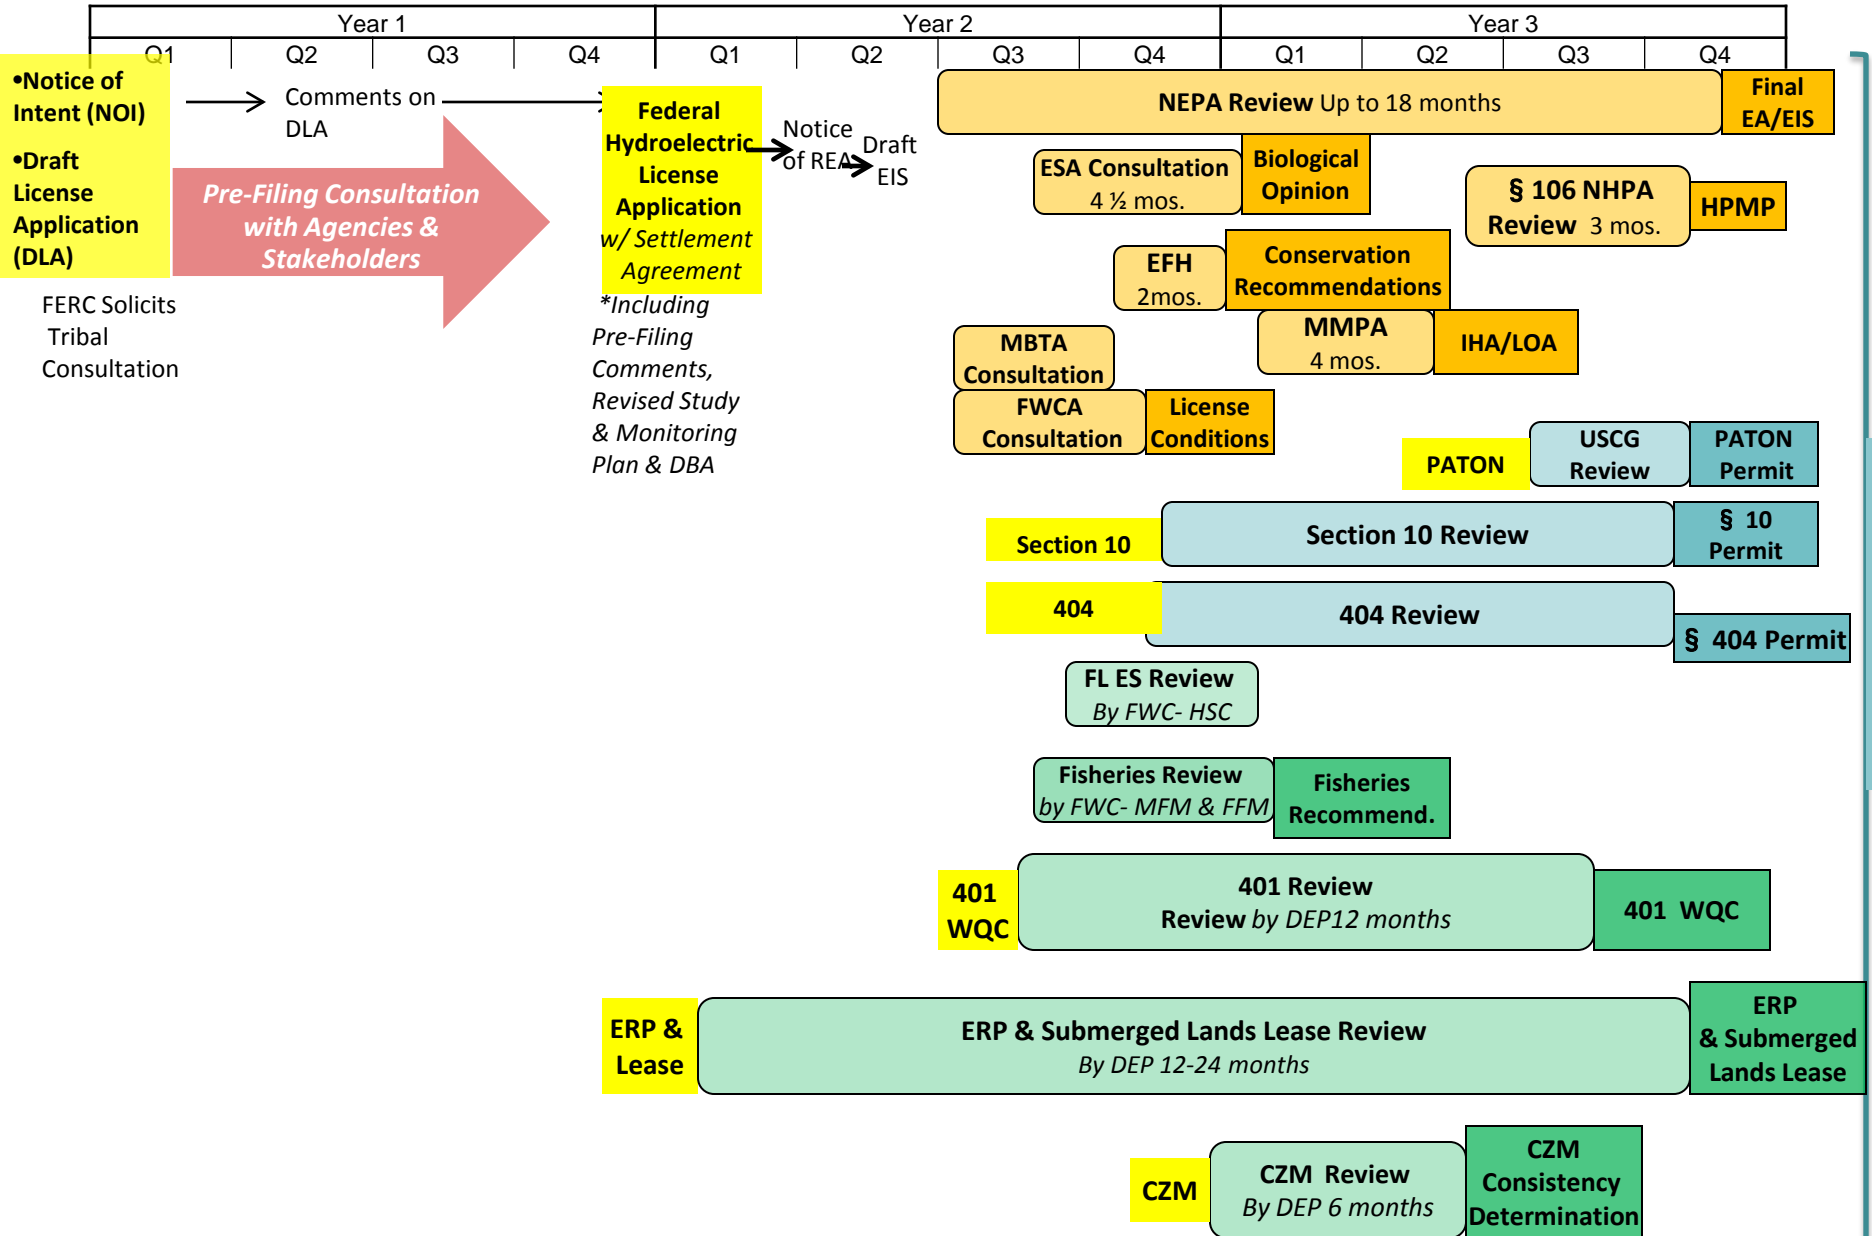 Year 1
Year 2
Year 3
Q1
Q2
Q3
Q4
Q1
Q2
Q3
Q4
Q1
Q2
Q3
Q4
•Notice of
Intent (NOI)
•Draft
License
Application
(DLA)
Comments on
DLA
Pre-Filing Consultation
with Agencies &
Stakeholders
FERC Solicits
Tribal
Consultation
Federal
Hydroelectric
License
Application
w/ Settlement
Agreement
*Including
Pre-Filing
Comments,
Revised Study
& Monitoring
Plan & DBA
Notice
of REA
Draft
EIS
NEPA Review Up to 18 months
Final
EA/EIS
ESA Consultation
4 ½ mos.
Biological
Opinion
§ 106 NHPA
Review 3 mos.
HPMP
EFH
2mos.
Conservation
Recommendations
MMPA
4 mos.
IHA/LOA
MBTA
Consultation
FWCA
Consultation
License
Conditions
PATON
USCG
Review
PATON
Permit
Section 10
Section 10 Review
§ 10
Permit
404
404 Review
§ 404 Permit
FL ES Review
By FWC- HSC
Fisheries Review
by FWC- MFM & FFM
Fisheries
Recommend.
401
WQC
401 Review
Review by DEP12 months
401 WQC
ERP &
Lease
ERP & Submerged Lands Lease Review
By DEP 12-24 months
ERP
& Submerged
Lands Lease
CZM
CZM Review
By DEP 6 months
CZM
Consistency
Determination